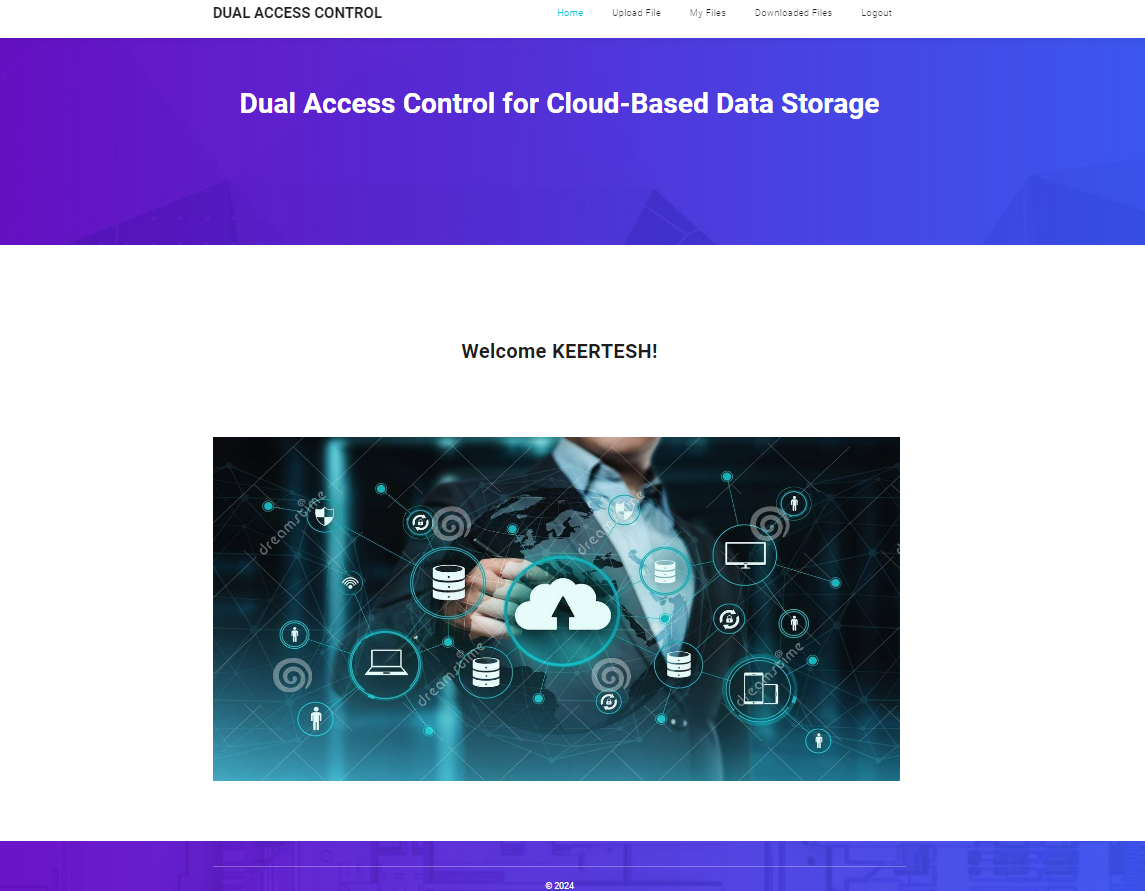 DUAL ACCESS CONTROL
Home
Upload File
My Files
Downloaded Files
Logout
Dual Access Control for Cloud-Based Data Storage
Welcome KEERTESH!
dreamstime
dreamstime
dreamstime
dreamstime
© 2024